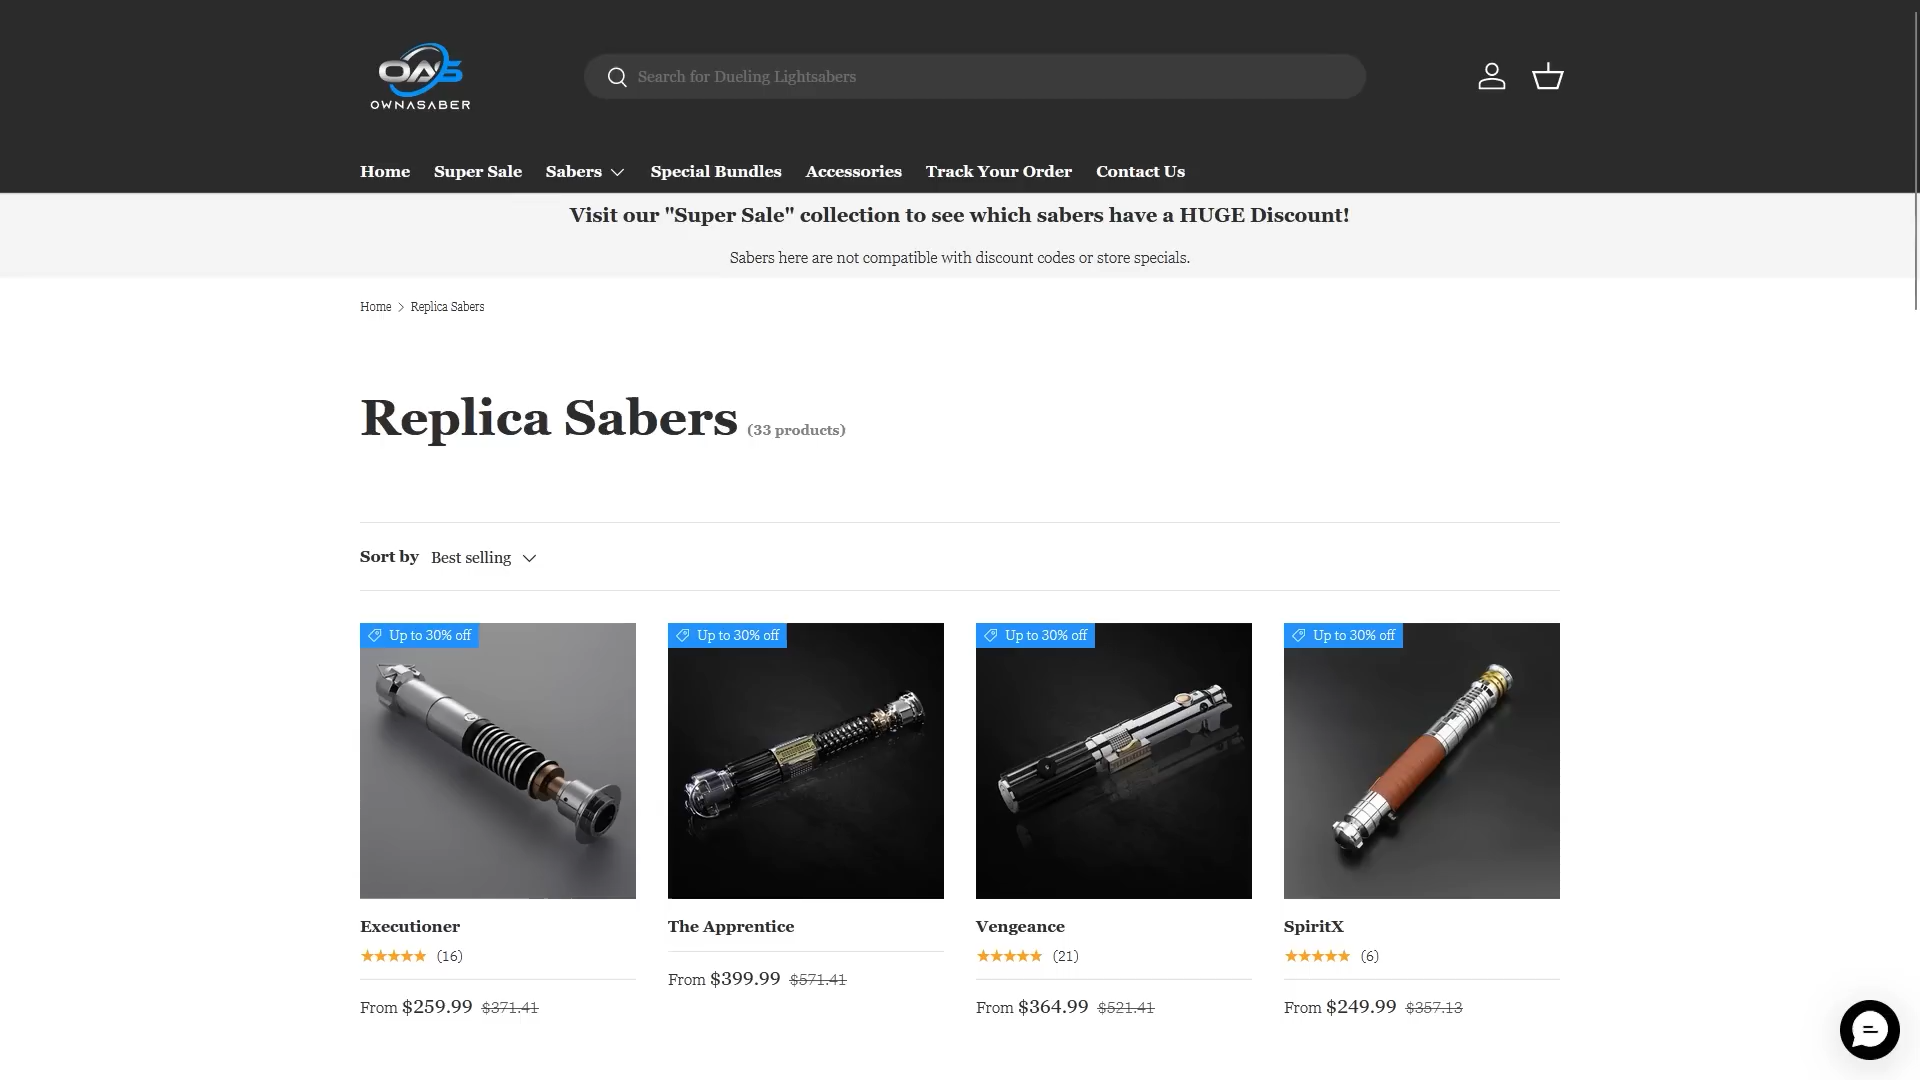 OAS
OWNASABER
Search for Dueling Lightsabers
Home Super Sale Sabers Special Bundles Accessories Track Your Order Contact Us
Visit our "Super Sale" collection to see which sabers have a HUGE Discount!
Sabers here are not compatible with discount codes or store specials.
Home Replica Sabers
Replica Sabers (33 products)
Sort by Best selling
Up to 30% off
Up to 30% off
Up to 30% off
Up to 30% off
Executioner
(16)
From $259.99 $371.41
The Apprentice
From $399.99 $571.41
Vengeance
(21)
From $364.99 $521.41
SpiritX
(6)
From $249.99 $357.13